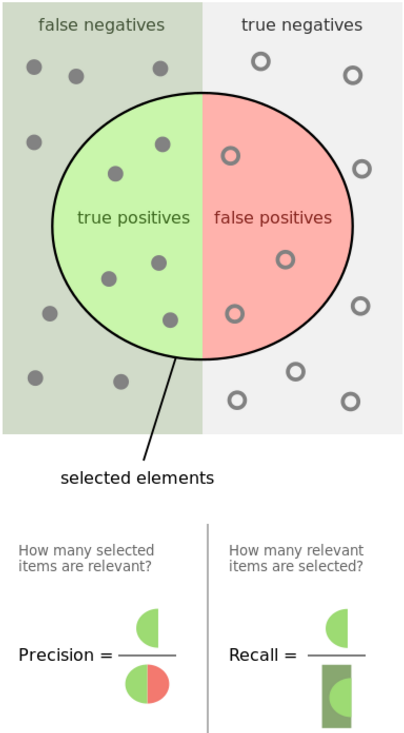 false negatives
true negatives
true positives
false positives
selected elements
How many selected
items are relevant?
How many relevant
items are selected?
Precision =
Recall =